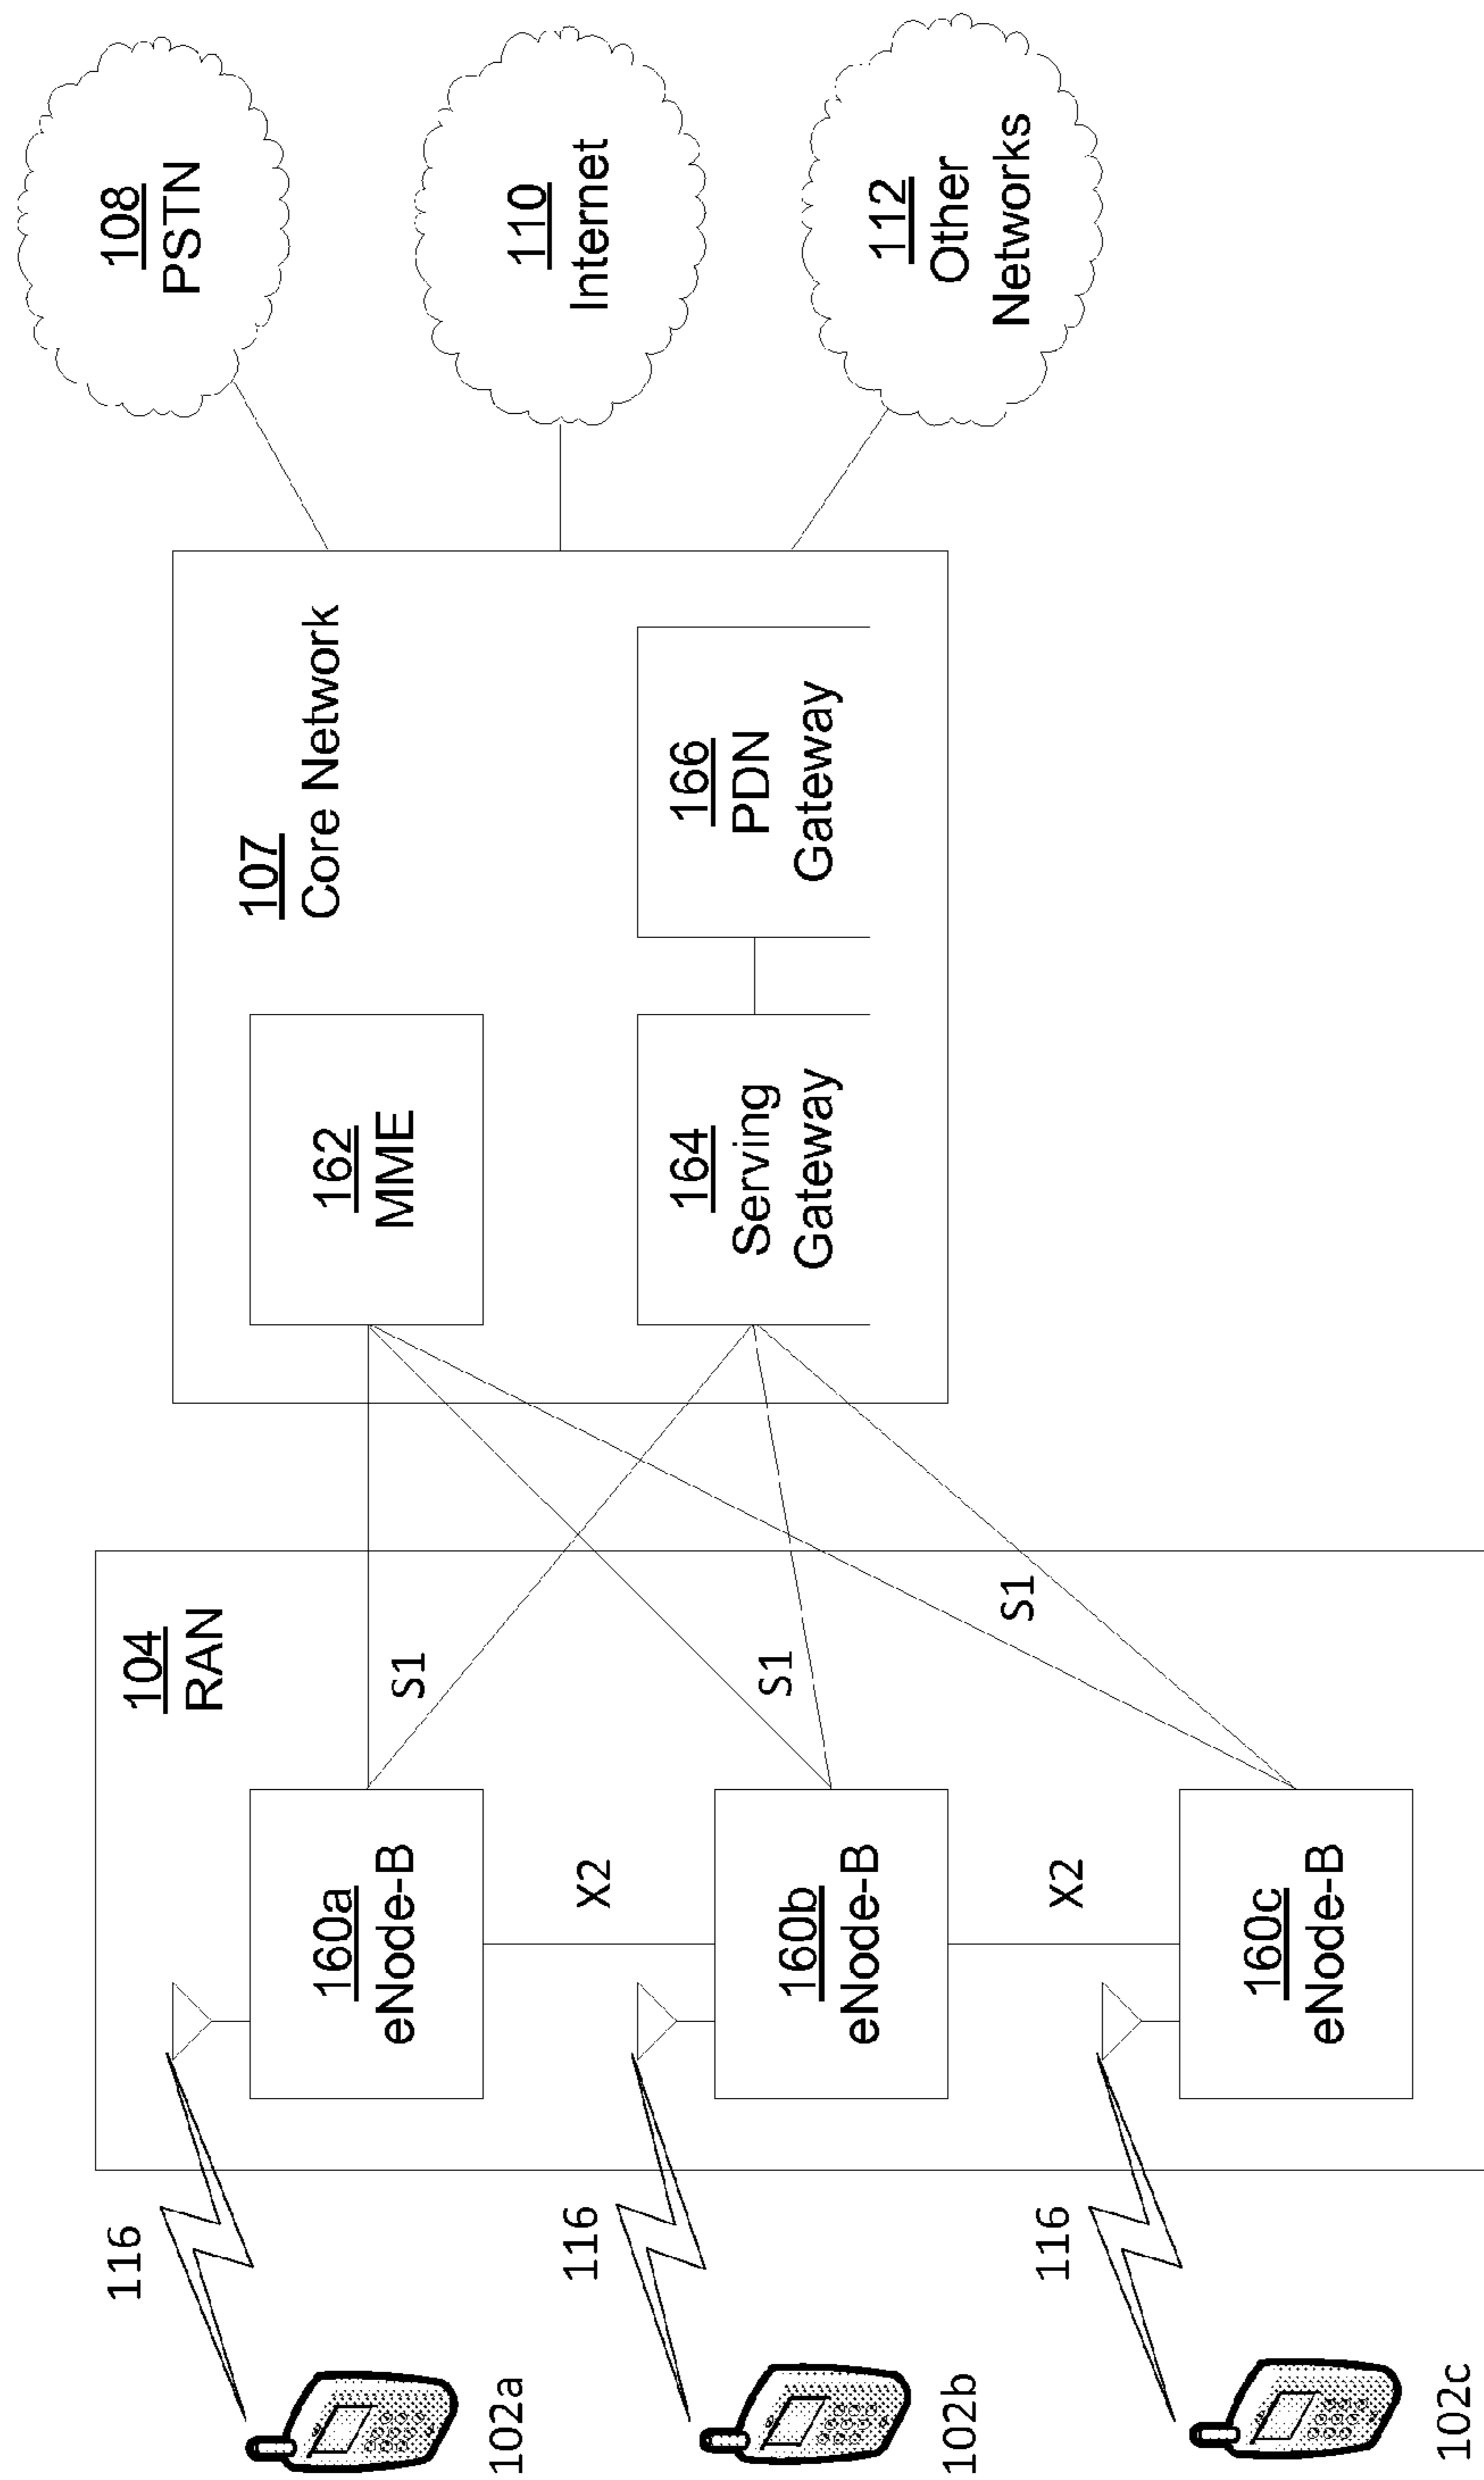 116
102a
104
RAN
160a
eNode-B
S1
X2
116
102b
160b
eNode-B
S1
X2
116
102c
160c
eNode-B
S1
107
Core Network
162
MME
164
Serving
Gateway
166
PDN
Gateway
108
PSTN
110
Internet
112
Other
Networks